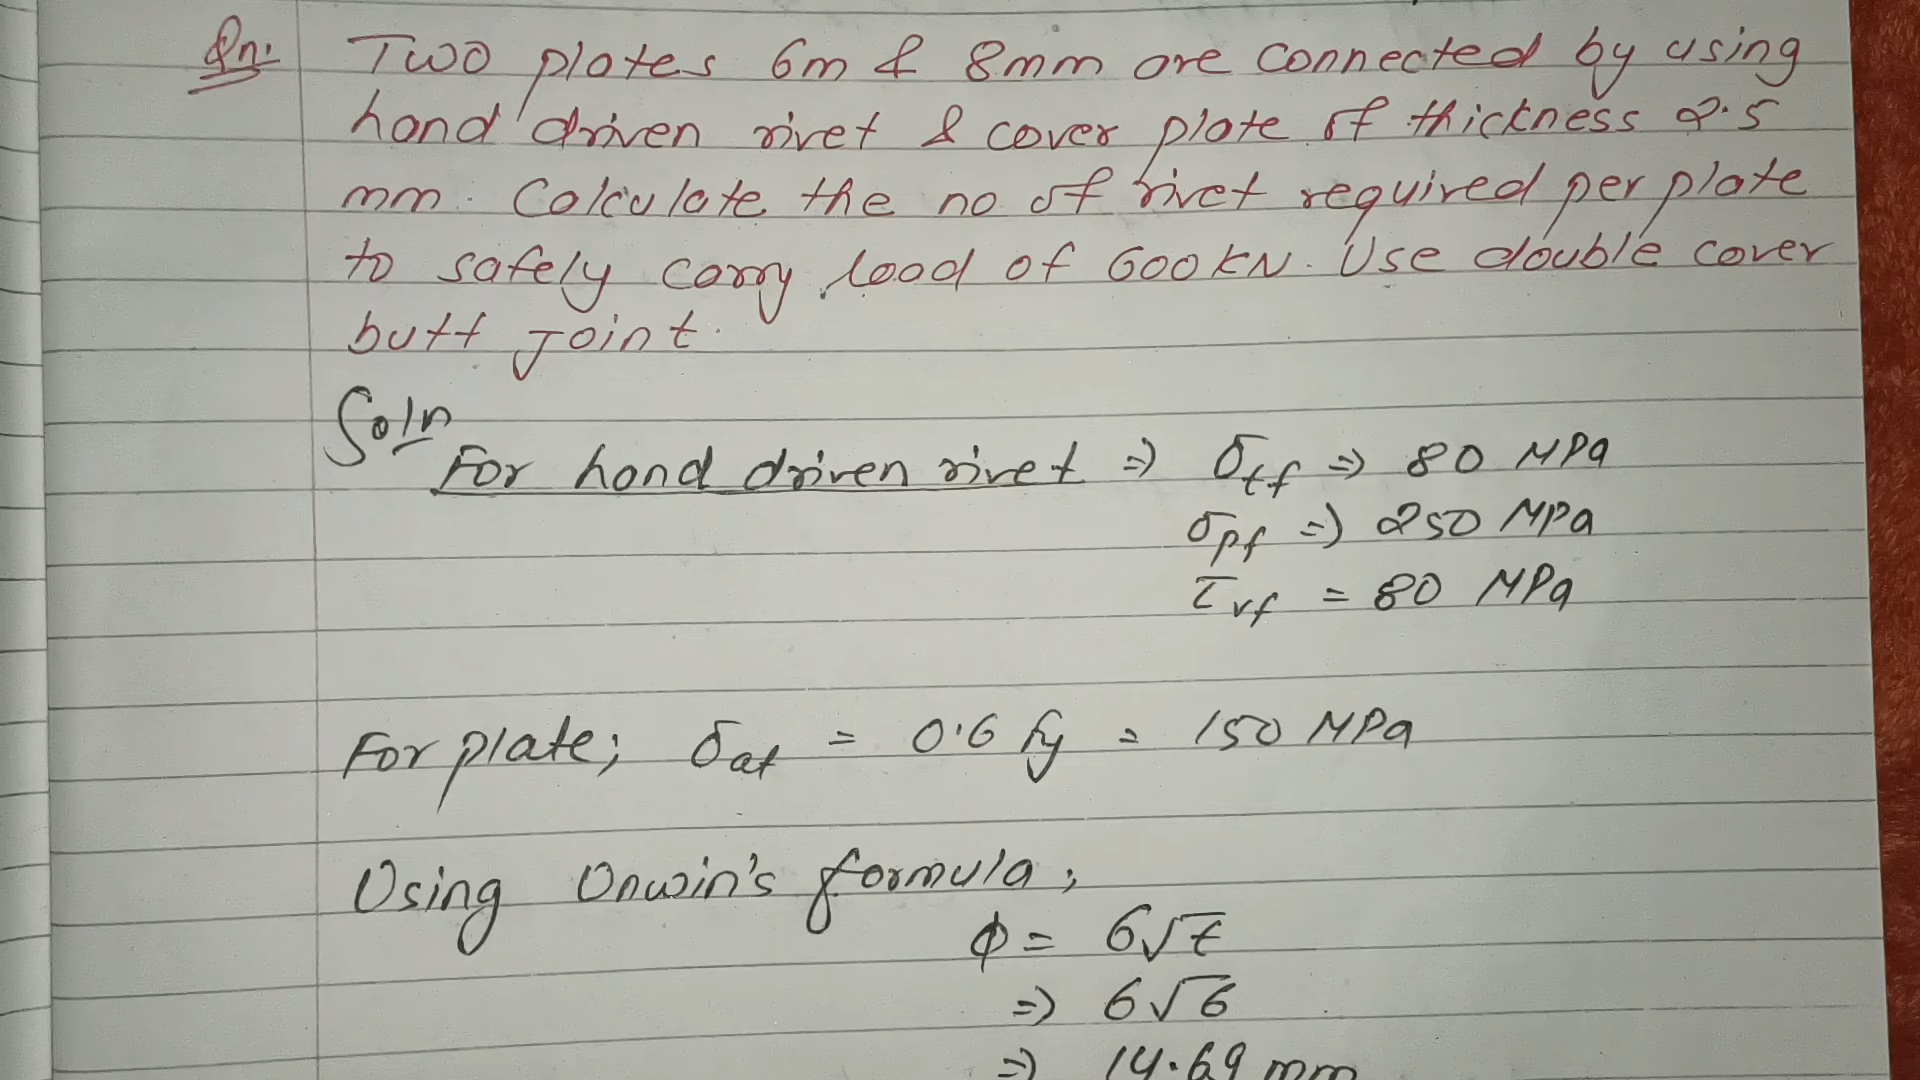 Qn. Two plates 6m & 8mm are connected by using
hand driven rivet & cover plate of thickness 2.5
mm. Calculate the no of rivet required per plate
to safely carry load of 600 KN. Use double cover
butt joint.
Soln
For hand driven rivet => σtf => 80 MPa
σpf => 250 MPa
τvf = 80 MPa
For plate; σat = 0.6 fy = 150 MPa
Using Unwin's formula,
φ = 6√t
=> 6√6
=> 14.69 mm